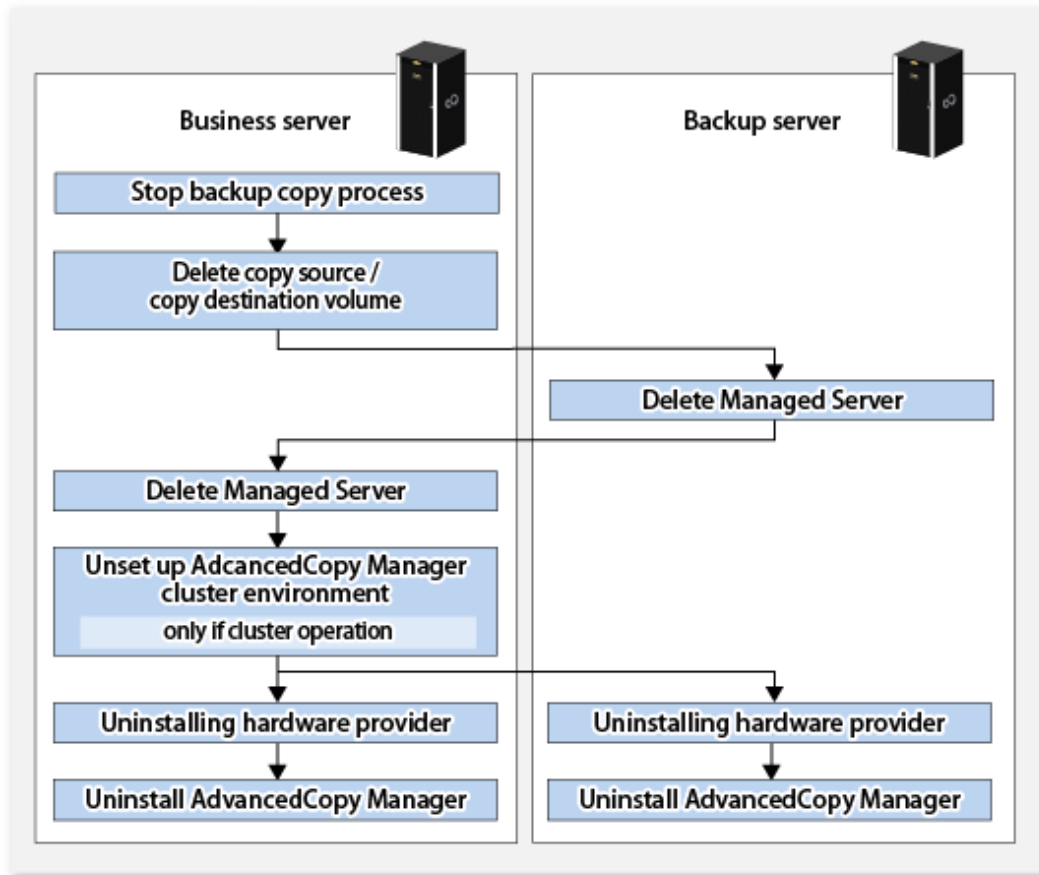 Business server
Backup server
Stop backup copy process
Delete copy source /
copy destination volume
Delete Managed Server
Delete Managed Server
Unset up AdcancedCopy Manager
cluster environment
only if cluster operation
Uninstalling hardware provider
Uninstalling hardware provider
Uninstall AdvancedCopy Manager
Uninstall AdvancedCopy Manager